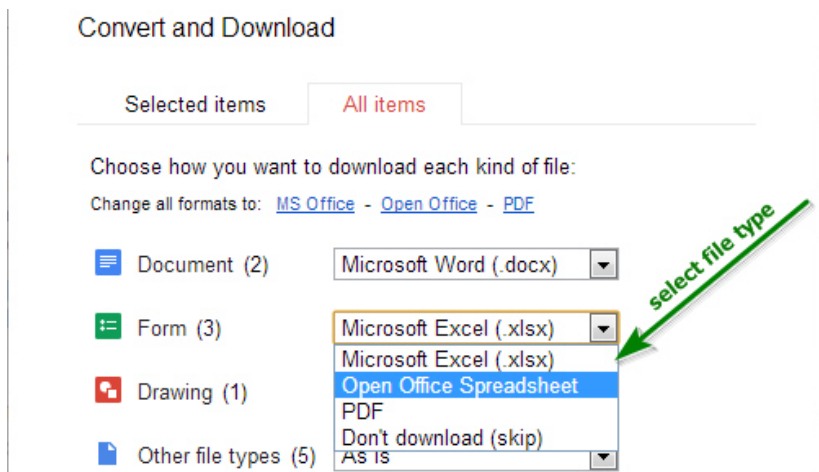 Convert and Download
Selected items
All items
Choose how you want to download each kind of file:
Change all formats to: MS Office - Open Office - PDF
Document (2)
Microsoft Word (.docx)
select file type
Form (3)
Microsoft Excel (.xlsx)
Microsoft Excel (.xlsx)
Open Office Spreadsheet
PDF
Don't download (skip)
Drawing (1)
Other file types (5)
As is